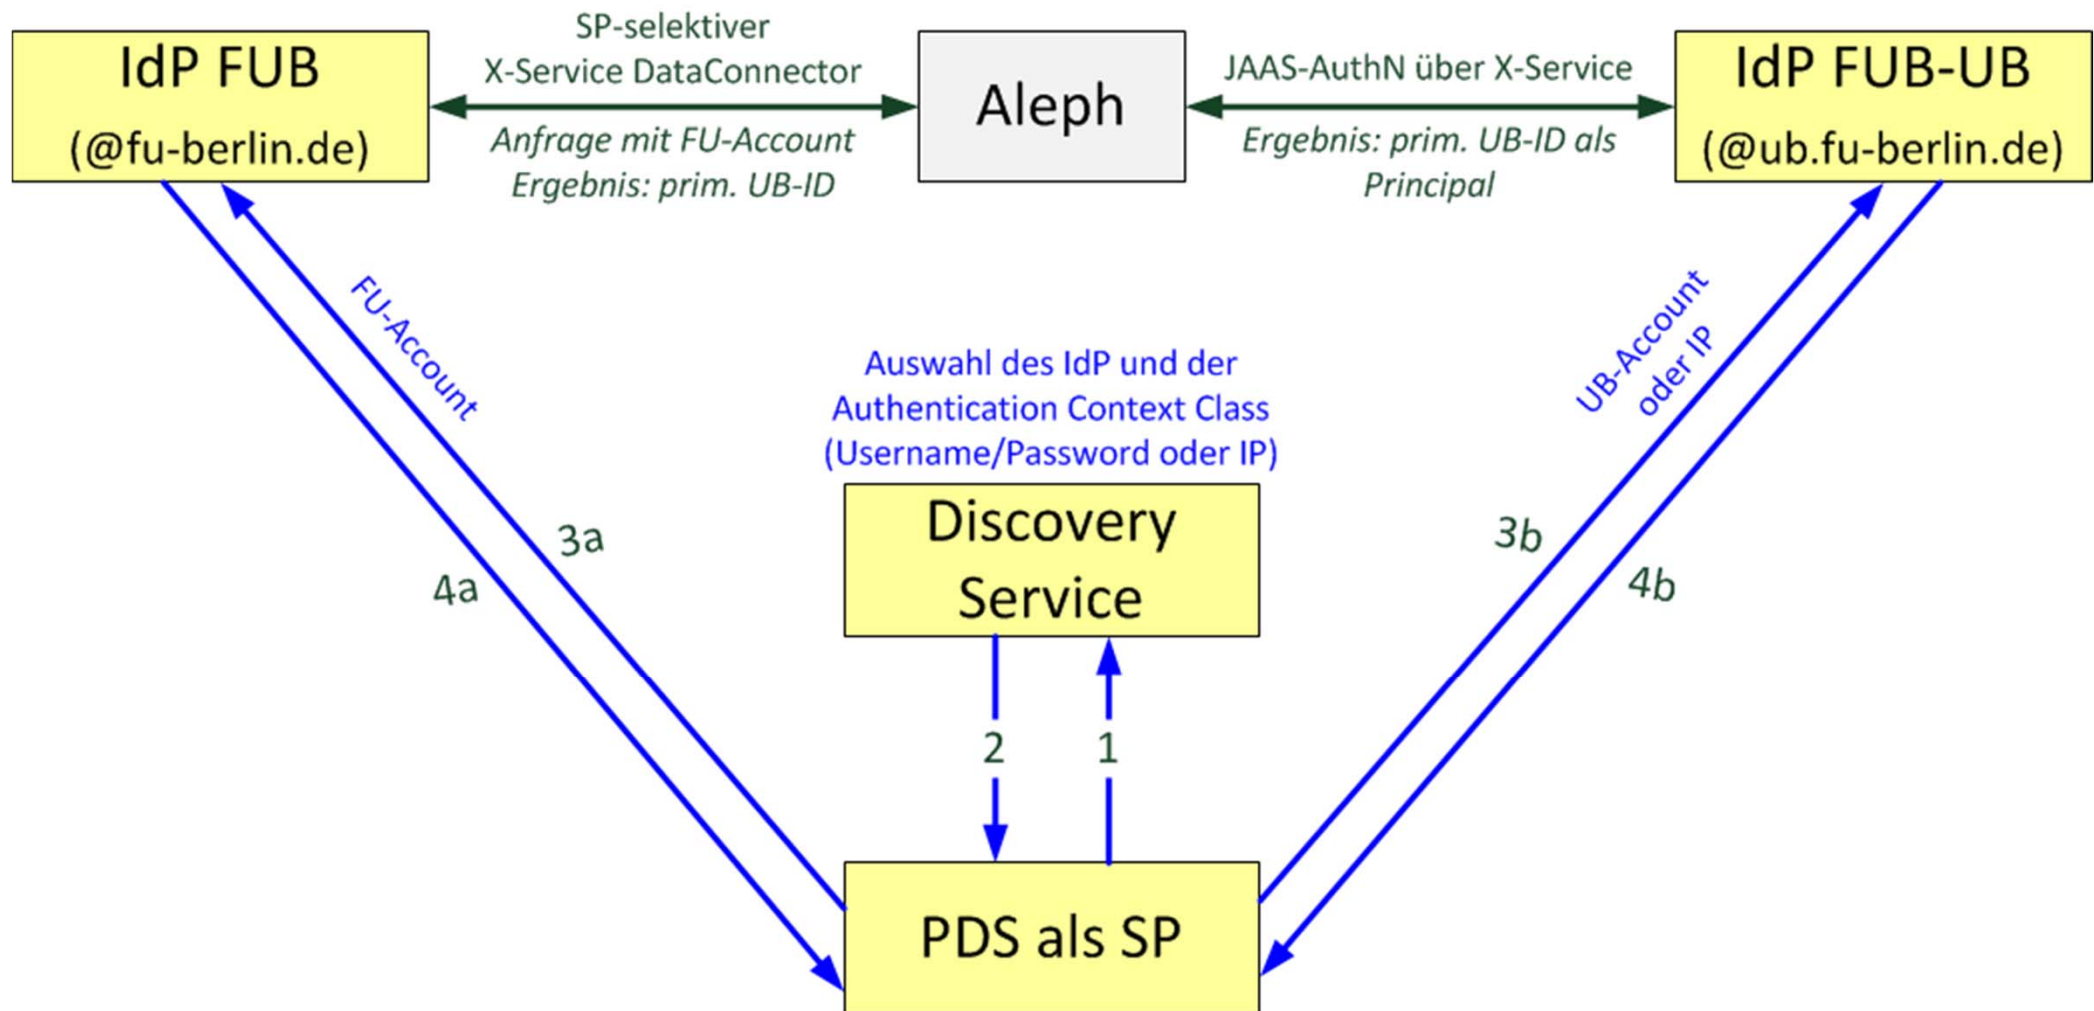 IdP FUB
(@fu-berlin.de)
SP-selektiver
X-Service DataConnector
Anfrage mit FU-Account
Ergebnis: prim. UB-ID
Aleph
JAAS-AuthN über X-Service
Ergebnis: prim. UB-ID als
Principal
IdP FUB-UB
(@ub.fu-berlin.de)
FU-Account
3a
4a
Auswahl des IdP und der
Authentication Context Class
(Username/Password oder IP)
Discovery
Service
2
1
UB-Account
oder IP
3b
4b
PDS als SP